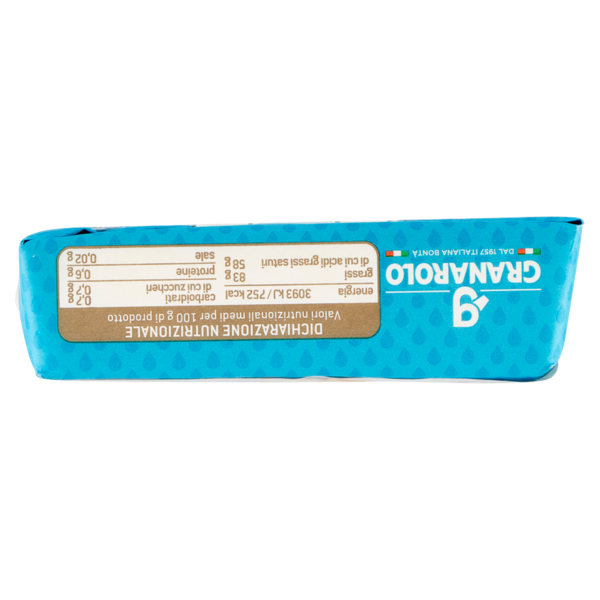 g
GRANAROLO
DAL 1957 ITALIANA BONTÀ
DICHIARAZIONE NUTRIZIONALE
Valori nutrizionali medi per 100 g di prodotto
energia 3093 kJ / 752 kcal
grassi 83 g
di cui acidi grassi saturi 58 g
carboidrati 0,7 g
di cui zuccheri 0,7 g
proteine 0,6 g
sale 0,02 g